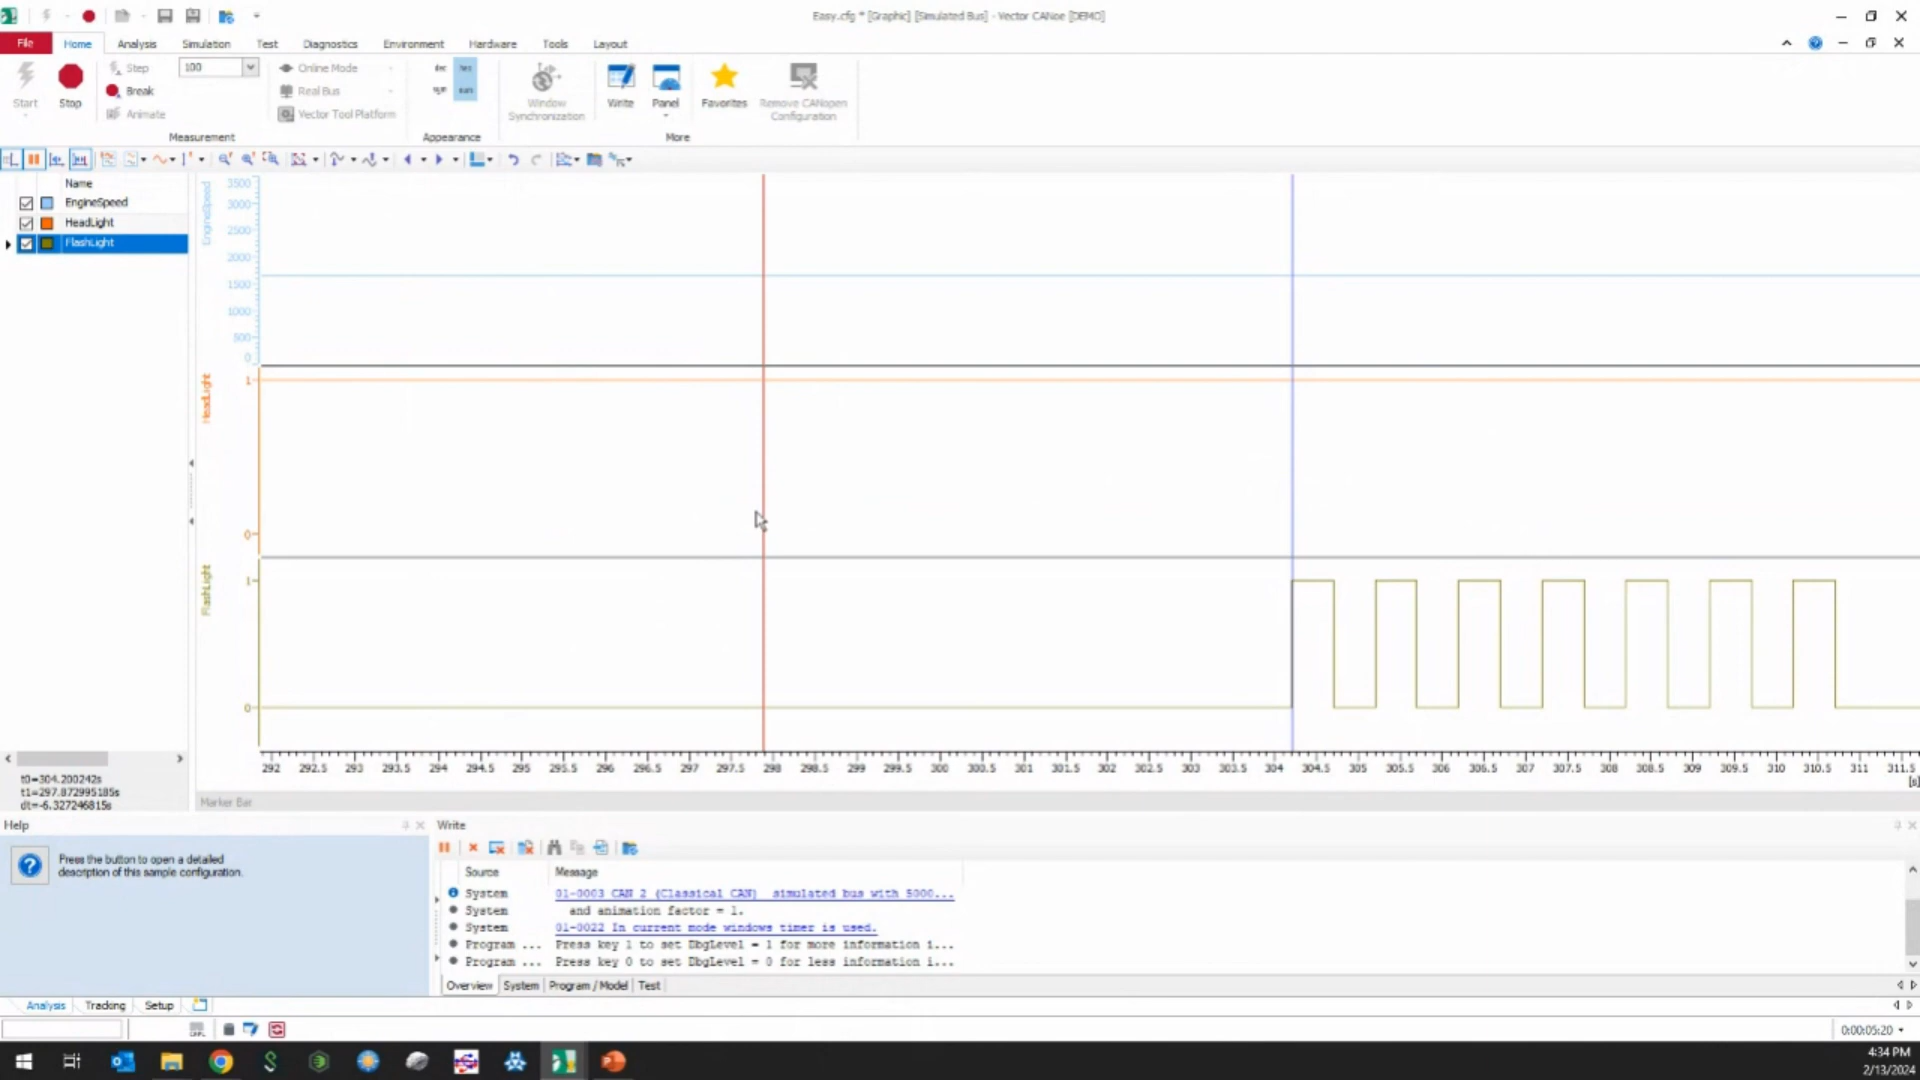 Easy.cfg * [Graphic] [Simulated Bus] - Vector CANoe [DEMO]
File Home Analysis Simulation Test Diagnostics Environment Hardware Tools Layout
Start
Stop
Step
Break
Animate
100
Online Mode
Real Bus
Vector Tool Platform
Window Synchronization
Write
Panel
Favorites
Remove CANopen Configuration
Measurement Appearance More
Name
EngineSpeed
HeadLight
FlashLight
EngineSpeed
3500
3000
2500
2000
1500
1000
500
0
HeadLight
1
0
FlashLight
1
0
292 292.5 293 293.5 294 294.5 295 295.5 296 296.5 297 297.5 298 298.5 299 299.5 300 300.5 301 301.5 302 302.5 303 303.5 304 304.5 305 305.5 306 306.5 307 307.5 308 308.5 309 309.5 310 310.5 311 311.5
[s]
t0=304.200242s
t1=297.872995185s
dt=-6.327246815s
Marker Bar
Help
Press the button to open a detailed
description of this sample configuration.
Write
Source Message
System 01-0003 CAN 2 (Classical CAN) simulated bus with 5000...
System and animation factor = 1.
System 01-0022 In current mode windows timer is used.
Program ... Press key 1 to set DbgLevel = 1 for more information i...
Program ... Press key 0 to set DbgLevel = 0 for less information i...
Overview System Program / Model Test
Analysis Tracking Setup
0:00:05:20
4:34 PM
2/13/2024